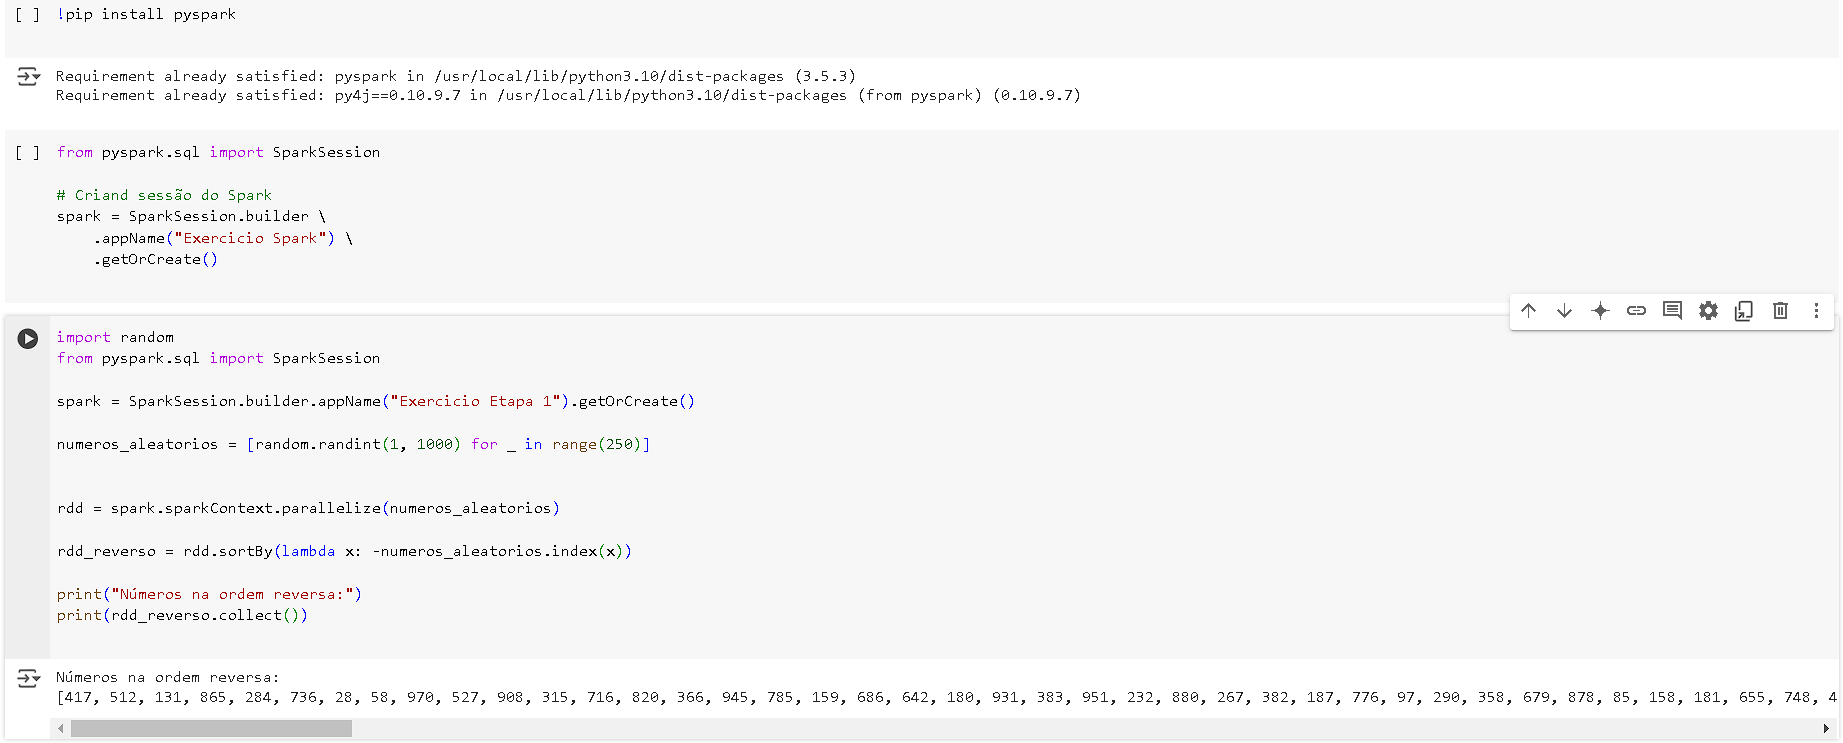 [ ] !pip install pyspark
Requirement already satisfied: pyspark in /usr/local/lib/python3.10/dist-packages (3.5.3)
Requirement already satisfied: py4j==0.10.9.7 in /usr/local/lib/python3.10/dist-packages (from pyspark) (0.10.9.7)
[ ] from pyspark.sql import SparkSession
# Criand sessão do Spark
spark = SparkSession.builder \
    .appName("Exercicio Spark") \
    .getOrCreate()
import random
from pyspark.sql import SparkSession
spark = SparkSession.builder.appName("Exercicio Etapa 1").getOrCreate()
numeros_aleatorios = [random.randint(1, 1000) for _ in range(250)]
rdd = spark.sparkContext.parallelize(numeros_aleatorios)
rdd_reverso = rdd.sortBy(lambda x: -numeros_aleatorios.index(x))
print("Números na ordem reversa:")
print(rdd_reverso.collect())
Números na ordem reversa:
[417, 512, 131, 865, 284, 736, 28, 58, 970, 527, 908, 315, 716, 820, 366, 945, 785, 159, 686, 642, 180, 931, 383, 951, 232, 880, 267, 382, 187, 776, 97, 290, 358, 679, 878, 85, 158, 181, 655, 748, 4